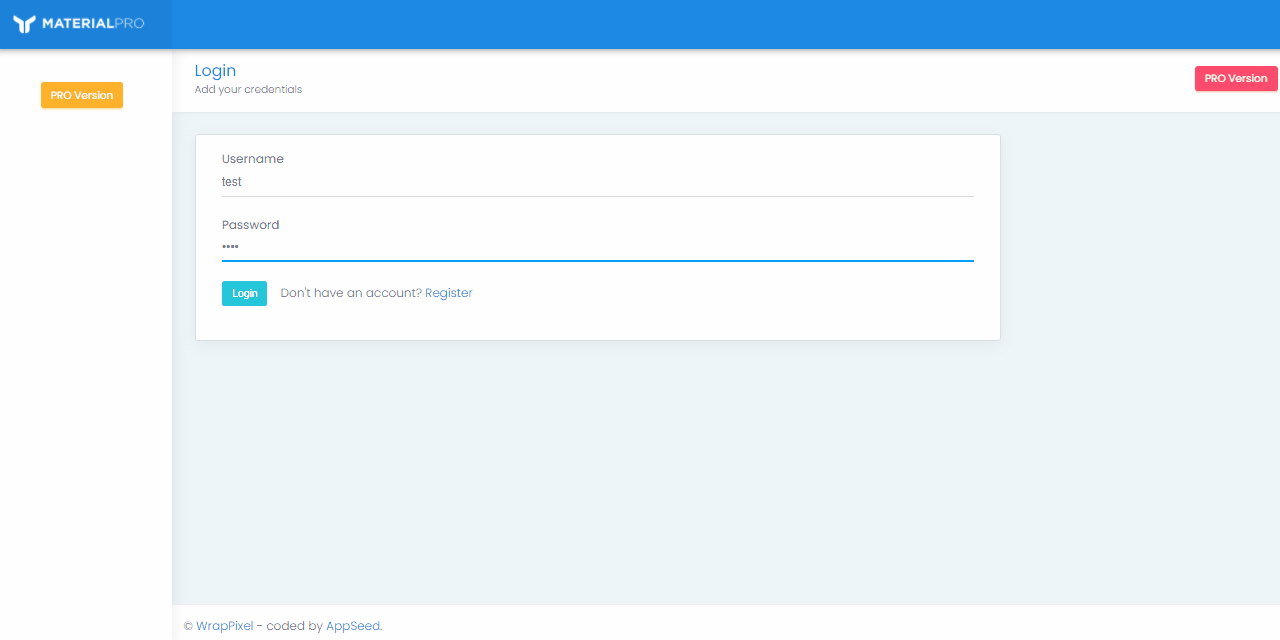 MATERIALPRO
PRO Version
Login
Add your credentials
PRO Version
Username
test
Password
••••
Login Don't have an account? Register
© WrapPixel - coded by AppSeed.